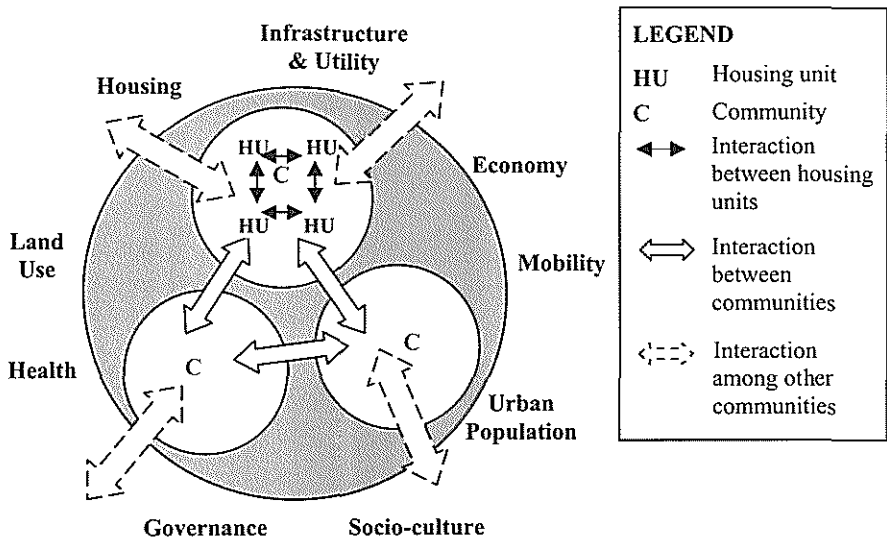 Infrastructure
& Utility
Housing
Economy
Land
Use
Mobility
Health
Urban
Population
Governance
Socio-culture
HU HU
C
HU HU
C
C
LEGEND
HU Housing unit
C Community
Interaction
between housing
units
Interaction
between
communities
Interaction
among other
communities